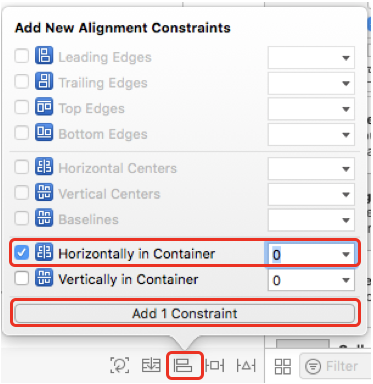 Add New Alignment Constraints
Leading Edges
Trailing Edges
Top Edges
Bottom Edges
Horizontal Centers
Vertical Centers
Baselines
Horizontally in Container 0
Vertically in Container 0
Add 1 Constraint
Filter